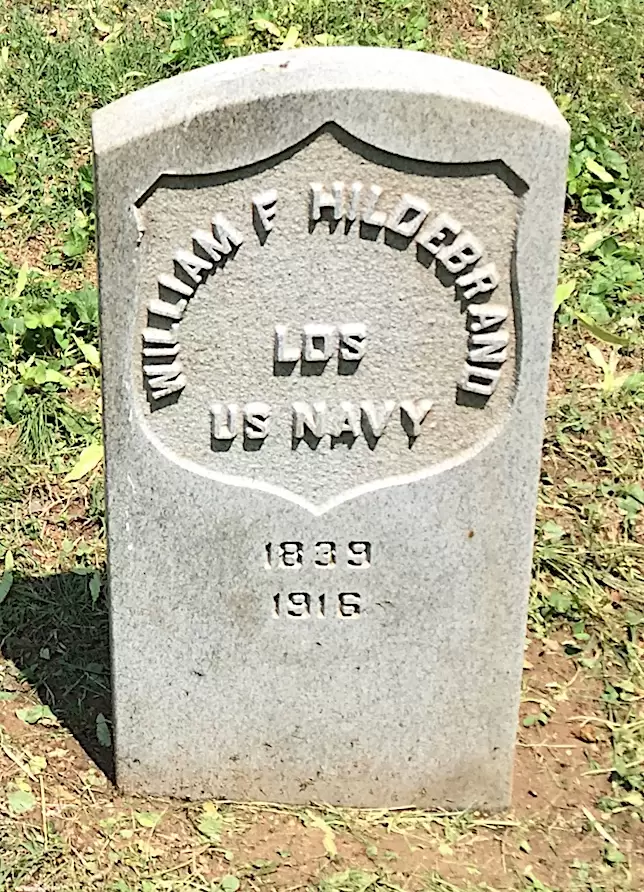 WILLIAM F HILDEBRAND
LDS
US NAVY
1839
1916